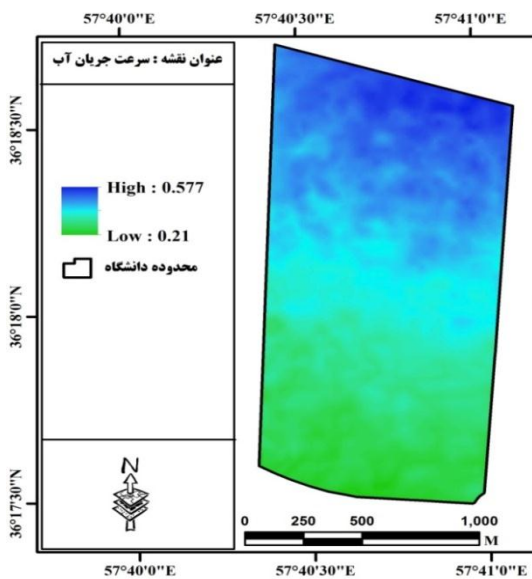 57°40'0"E 57°40'30"E 57°41'0"E
عنوان نقشه : سرعت جریان آب
36°18'30"N
High : 0.577
Low : 0.21
محدوده دانشگاه
36°18'0"N
36°17'30"N
N
0 250 500 1,000
M
57°40'0"E 57°40'30"E 57°41'0"E